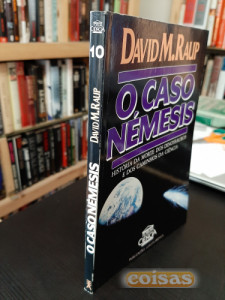 10
DAVID M. RAUP
O CASO NÉMESIS
DAVID M. RAUP
O CASO
NÉMESIS
HISTÓRIA DA MORTE DOS DINOSSAUROS
E DOS CAMINHOS DA CIÊNCIA
coisas